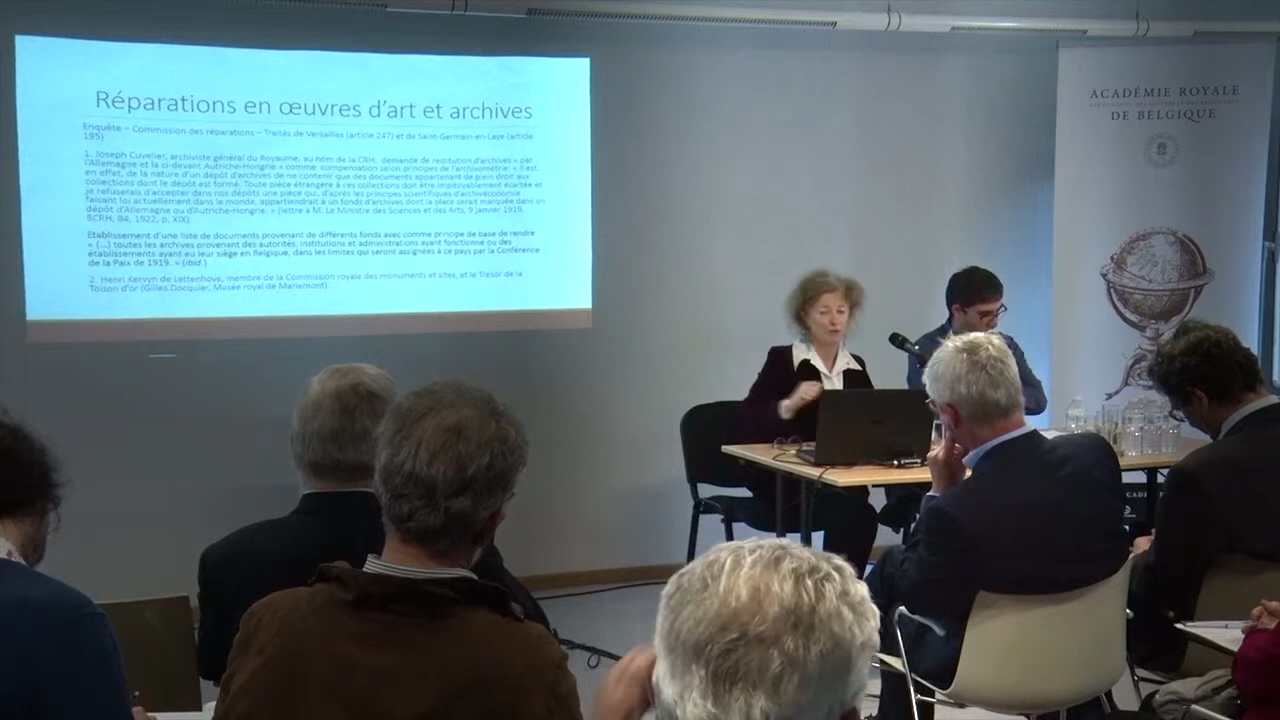 Réparations en œuvres d'art et archives
Enquête – Commission des réparations – Traités de Versailles (article 247) et de Saint-Germain-en-Laye (article
195)
1. Joseph Cuvelier, archiviste général du Royaume, au nom de la CRH: demande de restitution d'archives « par
l'Allemagne et la ci-devant Autriche-Hongrie « comme compensation selon principes de l'archivométrie: « Il est,
en effet, de la nature d'un dépôt d'archives de ne contenir que des documents appartenant de plein droit aux
collections dont le dépôt est formé. Toute pièce étrangère à ces collections doit être impitoyablement écartée et
je refuserais d'accepter dans nos dépôts une pièce qui, d'après les principes scientifiques d'archivéconomie
faisant loi actuellement dans le monde, appartiendrait à un fonds d'archives dont la place serait marquée dans un
dépôt d'Allemagne ou d'Autriche-Hongrie. » (lettre à M. Le Ministre des Sciences et des Arts, 9 janvier 1919.
BCRH, 84, 1922, p. XIX)
Etablissement d'une liste de documents provenant de différents fonds avec comme principe de base de rendre
« (...) toutes les archives provenant des autorités, institutions et administrations ayant fonctionné ou des
établissements ayant eu leur siège en Belgique, dans les limites qui seront assignées à ce pays par la Conférence
de la Paix de 1919. » (ibid.)
2. Henri Kervyn de Lettenhove, membre de la Commission royale des monuments et sites, et le Trésor de la
Toison d'or (Gilles Docquier, Musée royal de Mariemont).
ACADÉMIE ROYALE
DE BELGIQUE